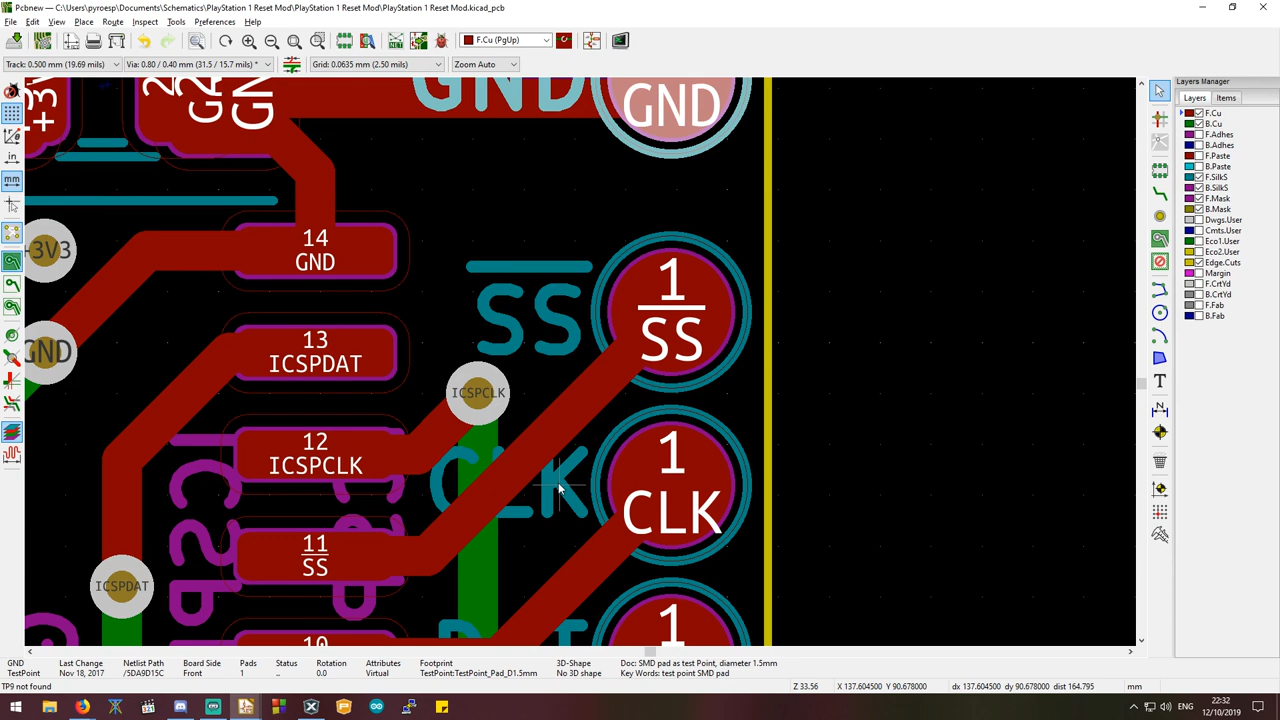 Pcbnew — C:\Users\pyroesp\Documents\Schematics\PlayStation 1 Reset Mod\PlayStation 1 Reset Mod\PlayStation 1 Reset Mod.kicad_pcb
File Edit View Place Route Inspect Tools Preferences Help
F.Cu (PgUp)
Track: 0.500 mm (19.69 mils)
Via: 0.80 / 0.40 mm (31.5 / 15.7 mils) *
Grid: 0.0635 mm (2.50 mils)
Zoom Auto
Layers Manager
Layers Items
F.Cu
B.Cu
F.Adhes
B.Adhes
F.Paste
B.Paste
F.SilkS
B.SilkS
F.Mask
B.Mask
Dwgs.User
Cmts.User
Eco1.User
Eco2.User
Edge.Cuts
Margin
F.CrtYd
B.CrtYd
F.Fab
B.Fab
in
mm
GND
GND
GND
+3V3
14
GND
GND
1
SS
SS
13
ICSPDAT
ICSPCLK
12
ICSPCLK
CLK
1
CLK
11
SS
ICSPDAT
10
1
GND
TestPoint
Last Change
Nov 18, 2017
Netlist Path
/5DA9D15C
Board Side
Front
Pads
1
Status
..
Rotation
0.0
Attributes
Virtual
Footprint
TestPoint:TestPoint_Pad_D1.5mm
3D-Shape
No 3D shape
Doc: SMD pad as test Point, diameter 1.5mm
Key Words: test point SMD pad
TP9 not found
Z 33.56
X 137.604500 Y 90.678000
dx 137.604500 dy 90.678000 dist 164.795
mm
ENG
22:32
12/10/2019